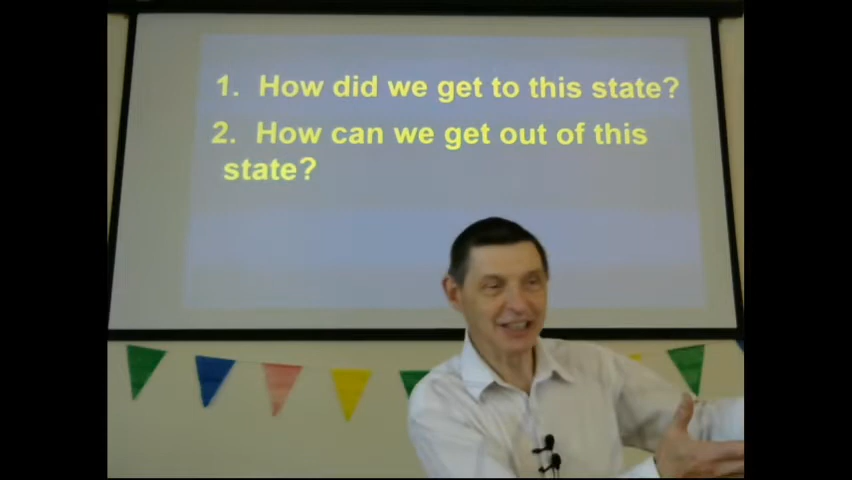 1. How did we get to this state?
2. How can we get out of this
state?